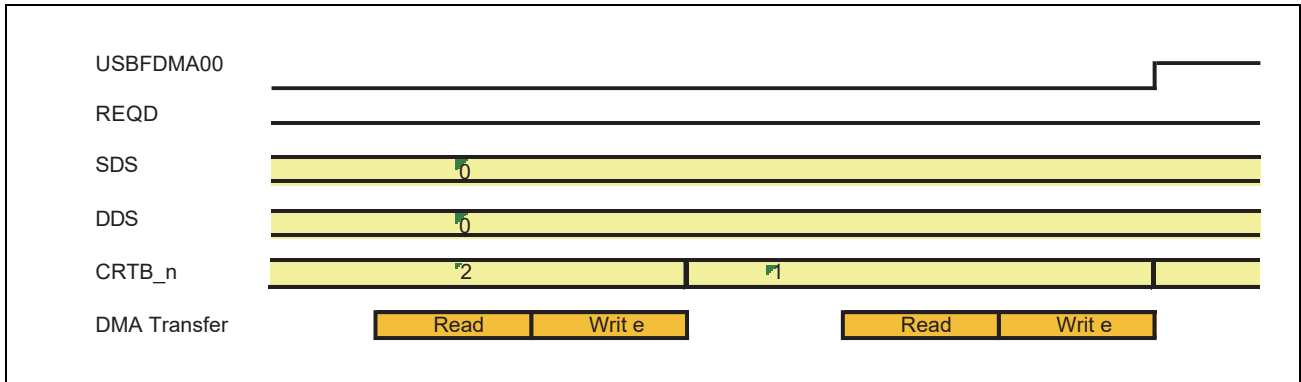 USBFDMA00
REQD
SDS 0
DDS 0
CRTB_n 2 1
DMA Transfer Read Writ e Read Writ e